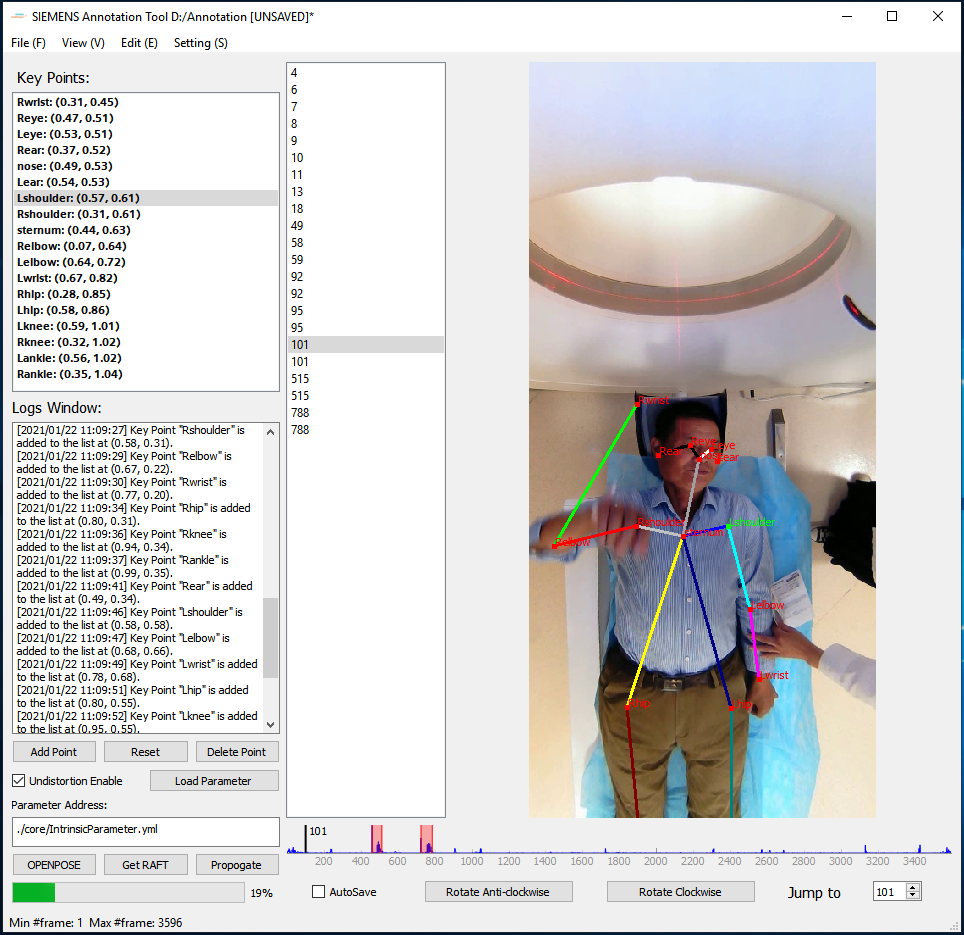 SIEMENS Annotation Tool D:/Annotation [UNSAVED]*
File (F) View (V) Edit (E) Setting (S)
Key Points:
Rwrist: (0.31, 0.45)
Reye: (0.47, 0.51)
Leye: (0.53, 0.51)
Rear: (0.37, 0.52)
nose: (0.49, 0.53)
Lear: (0.54, 0.53)
Lshoulder: (0.57, 0.61)
Rshoulder: (0.31, 0.61)
sternum: (0.44, 0.63)
Relbow: (0.07, 0.64)
Lelbow: (0.64, 0.72)
Lwrist: (0.67, 0.82)
Rhip: (0.28, 0.85)
Lhip: (0.58, 0.86)
Lknee: (0.59, 1.01)
Rknee: (0.32, 1.02)
Lankle: (0.56, 1.02)
Rankle: (0.35, 1.04)
Logs Window:
[2021/01/22 11:09:27] Key Point "Rshoulder" is
added to the list at (0.58, 0.31).
[2021/01/22 11:09:29] Key Point "Relbow" is
added to the list at (0.67, 0.22).
[2021/01/22 11:09:30] Key Point "Rwrist" is
added to the list at (0.77, 0.20).
[2021/01/22 11:09:34] Key Point "Rhip" is added
to the list at (0.80, 0.31).
[2021/01/22 11:09:36] Key Point "Rknee" is
added to the list at (0.94, 0.34).
[2021/01/22 11:09:37] Key Point "Rankle" is
added to the list at (0.99, 0.35).
[2021/01/22 11:09:41] Key Point "Rear" is added
to the list at (0.49, 0.34).
[2021/01/22 11:09:46] Key Point "Lshoulder" is
added to the list at (0.58, 0.58).
[2021/01/22 11:09:47] Key Point "Lelbow" is
added to the list at (0.68, 0.66).
[2021/01/22 11:09:49] Key Point "Lwrist" is added
to the list at (0.78, 0.68).
[2021/01/22 11:09:51] Key Point "Lhip" is added
to the list at (0.80, 0.55).
[2021/01/22 11:09:52] Key Point "Lknee" is added
to the list at (0.95, 0.55).
Add Point Reset Delete Point
Undistortion Enable Load Parameter
Parameter Address:
./core/IntrinsicParameter.yml
OPENPOSE Get RAFT Propogate
19%
Min #frame: 1 Max #frame: 3596
4
6
7
8
9
10
11
13
18
49
58
59
92
92
95
95
101
101
515
515
788
788
Rwrist
Reye
Rear
Lear
Rshoulder
Lshoulder
sternum
Relbow
Lelbow
Lwrist
Rhip
Lhip
101
200 400 600 800 1000 1200 1400 1600 1800 2000 2200 2400 2600 2800 3000 3200 3400
AutoSave Rotate Anti-clockwise Rotate Clockwise Jump to 101